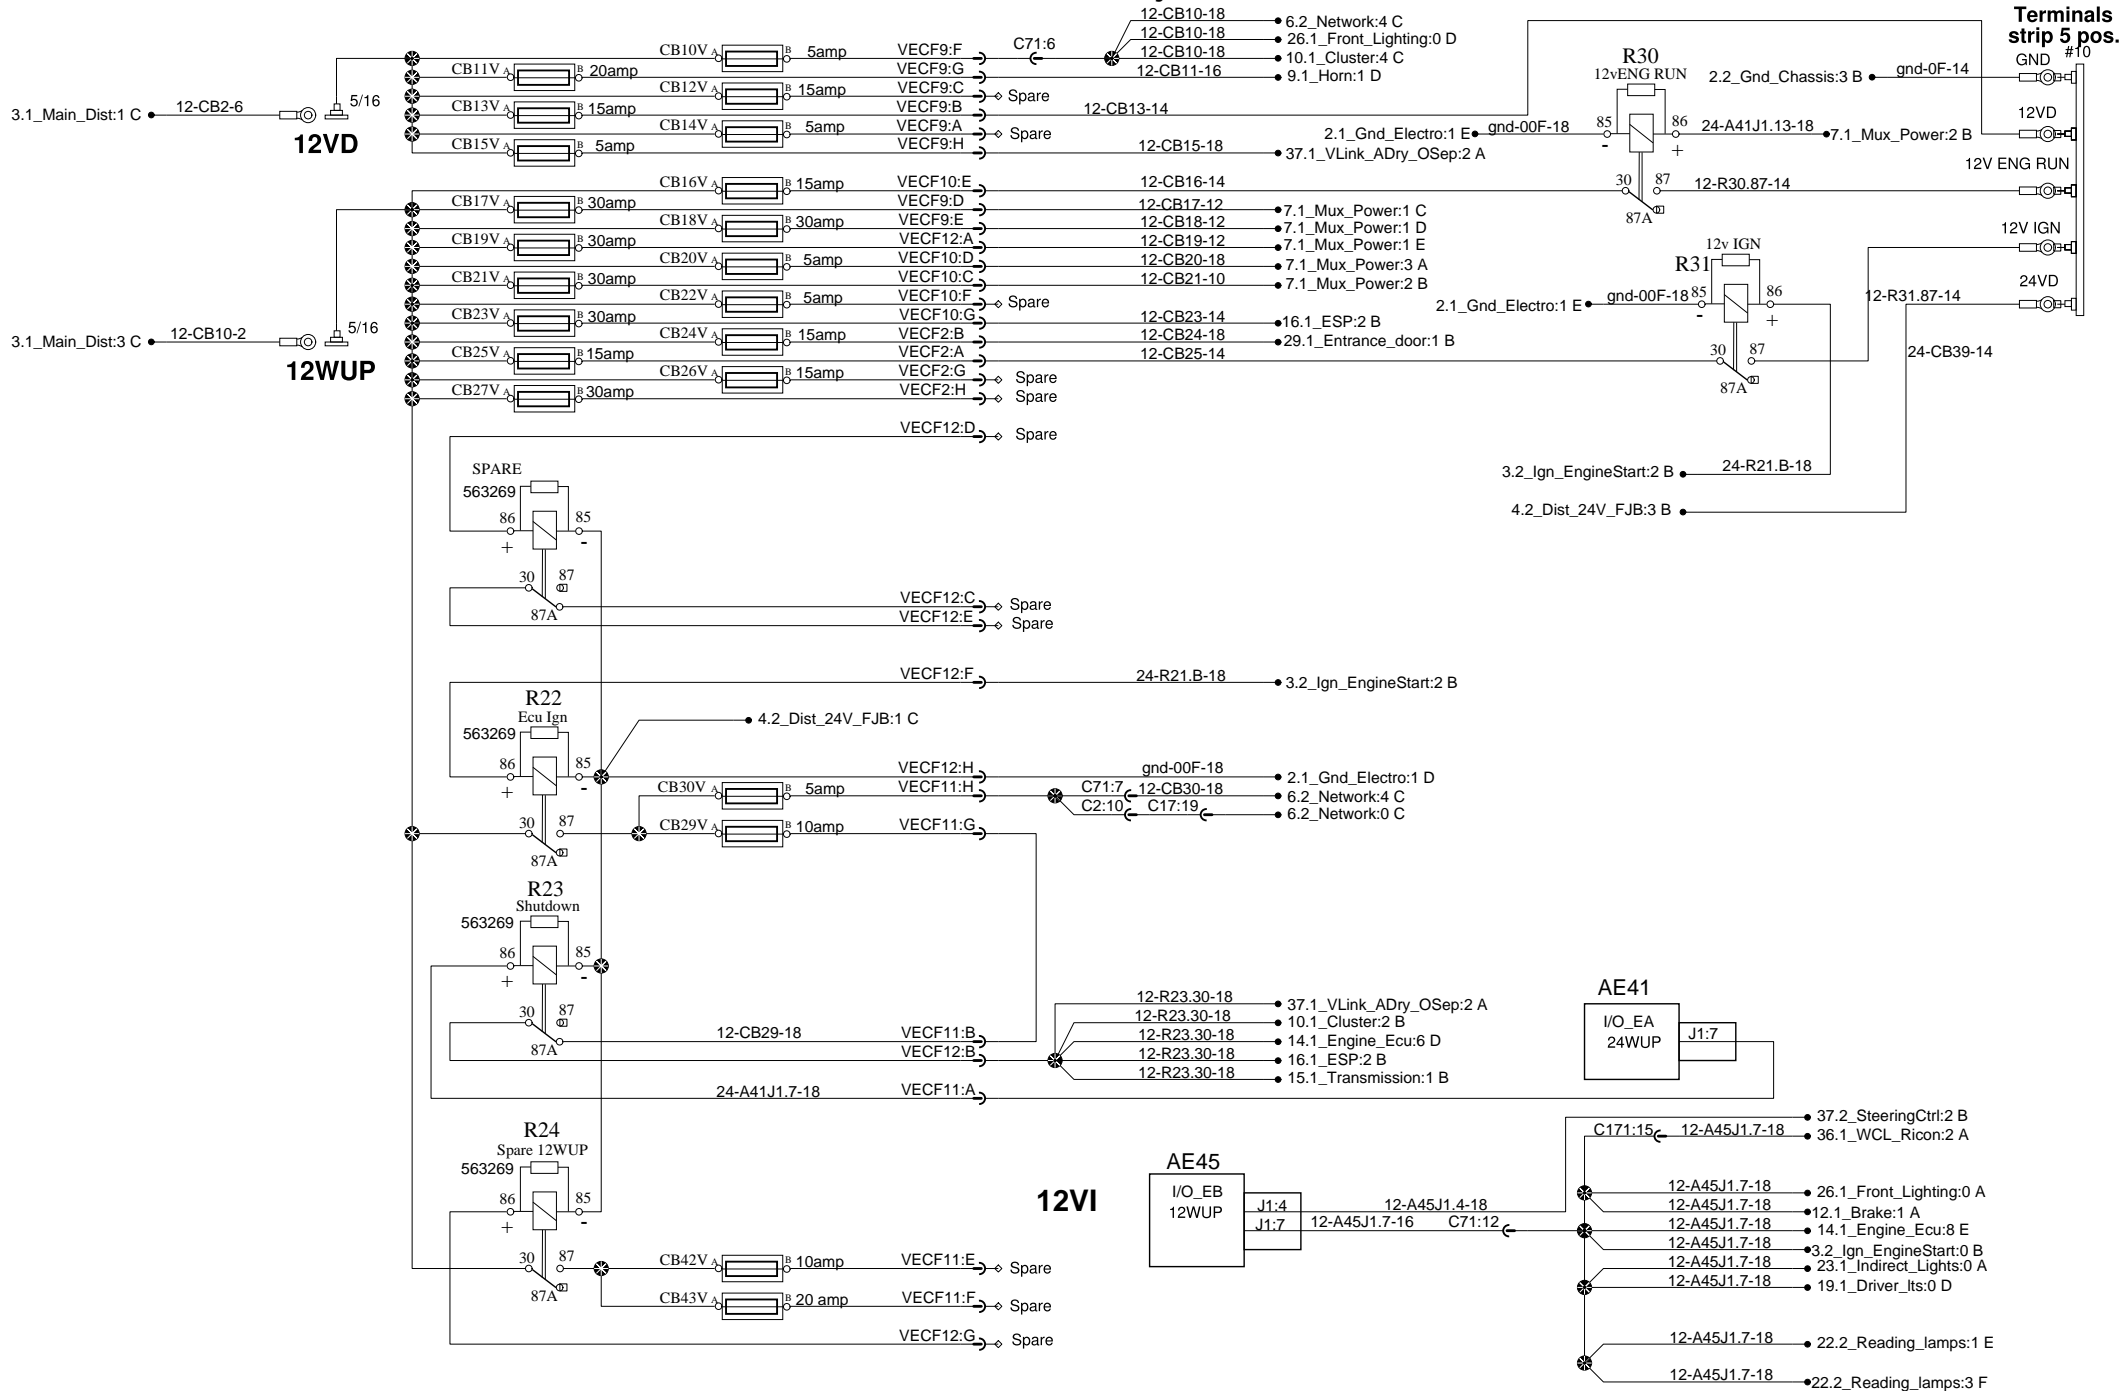 12-CB10-18
6.2_Network:4 C
12-CB10-18
26.1_Front_Lighting:0 D
CB10V A B 5amp VECF9:F C71:6 12-CB10-18 10.1_Cluster:4 C
CB11V A B 20amp VECF9:G 12-CB11-16 9.1_Horn:1 D
CB12V A B 15amp VECF9:C Spare
3.1_Main_Dist:1 C 12-CB2-6 5/16
12VD
CB13V A B 15amp VECF9:B 12-CB13-14
CB14V A B 5amp VECF9:A Spare
CB15V A B 5amp VECF9:H 12-CB15-18 37.1_VLink_ADry_OSep:2 A
CB16V A B 15amp VECF10:E 12-CB16-14
CB17V A B 30amp VECF9:D 12-CB17-12 7.1_Mux_Power:1 C
CB18V A B 30amp VECF9:E 12-CB18-12 7.1_Mux_Power:1 D
CB19V A B 30amp VECF12:A 12-CB19-12 7.1_Mux_Power:1 E
CB20V A B 5amp VECF10:D 12-CB20-18 7.1_Mux_Power:3 A
CB21V A B 30amp VECF10:C 12-CB21-10 7.1_Mux_Power:2 B
CB22V A B 5amp VECF10:F Spare
CB23V A B 30amp VECF10:G 12-CB23-14 16.1_ESP:2 B
3.1_Main_Dist:3 C 12-CB10-2 5/16
12WUP
CB24V A B 15amp VECF2:B 12-CB24-18 29.1_Entrance_door:1 B
CB25V A B 15amp VECF2:A 12-CB25-14
CB26V A B 15amp VECF2:G Spare
CB27V A B 30amp VECF2:H Spare
Terminals
strip 5 pos.
#10
R30
12vENG RUN
2.2_Gnd_Chassis:3 B gnd-0F-14 GND
2.1_Gnd_Electro:1 E gnd-00F-18 85 86 24-A41J1.13-18 7.1_Mux_Power:2 B 12VD
- +
12V ENG RUN
30 87 12-R30.87-14
87A
12v IGN
R31
12V IGN
2.1_Gnd_Electro:1 E gnd-00F-18 85 86 12-R31.87-14 24VD
- +
30 87 24-CB39-14
87A
3.2_Ign_EngineStart:2 B 24-R21.B-18
4.2_Dist_24V_FJB:3 B
VECF12:D Spare
SPARE
563269
86 85
+ -
30 87
87A
VECF12:C Spare
VECF12:E Spare
VECF12:F 24-R21.B-18 3.2_Ign_EngineStart:2 B
R22
Ecu Ign
563269
4.2_Dist_24V_FJB:1 C
86 85 VECF12:H gnd-00F-18 2.1_Gnd_Electro:1 D
+ -
CB30V A B 5amp VECF11:H C71:7 12-CB30-18 6.2_Network:4 C
C2:10 C17:19 6.2_Network:0 C
30 87 CB29V A B 10amp VECF11:G
87A
R23
Shutdown
563269
86 85
+ -
30 87
87A
12-CB29-18 VECF11:B
VECF12:B
12-R23.30-18 37.1_VLink_ADry_OSep:2 A
12-R23.30-18 10.1_Cluster:2 B
12-R23.30-18 14.1_Engine_Ecu:6 D
12-R23.30-18 16.1_ESP:2 B
12-R23.30-18 15.1_Transmission:1 B
24-A41J1.7-18 VECF11:A
AE41
I/O_EA
24WUP
J1:7
R24
Spare 12WUP
563269
86 85
+ -
30 87 CB42V A B 10amp VECF11:E Spare
87A
CB43V A B 20 amp VECF11:F Spare
VECF12:G Spare
12VI
AE45
I/O_EB
12WUP
J1:4 12-A45J1.4-18
J1:7 12-A45J1.7-16 C71:12
37.2_SteeringCtrl:2 B
C171:15 12-A45J1.7-18 36.1_WCL_Ricon:2 A
12-A45J1.7-18 26.1_Front_Lighting:0 A
12-A45J1.7-18 12.1_Brake:1 A
12-A45J1.7-18 14.1_Engine_Ecu:8 E
12-A45J1.7-18 3.2_Ign_EngineStart:0 B
12-A45J1.7-18 23.1_Indirect_Lights:0 A
12-A45J1.7-18 19.1_Driver_lts:0 D
12-A45J1.7-18 22.2_Reading_lamps:1 E
12-A45J1.7-18 22.2_Reading_lamps:3 F